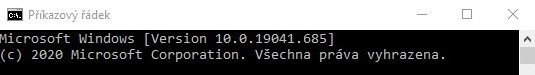 Příkazový řádek
Microsoft Windows [Version 10.0.19041.685]
(c) 2020 Microsoft Corporation. Všechna práva vyhrazena.